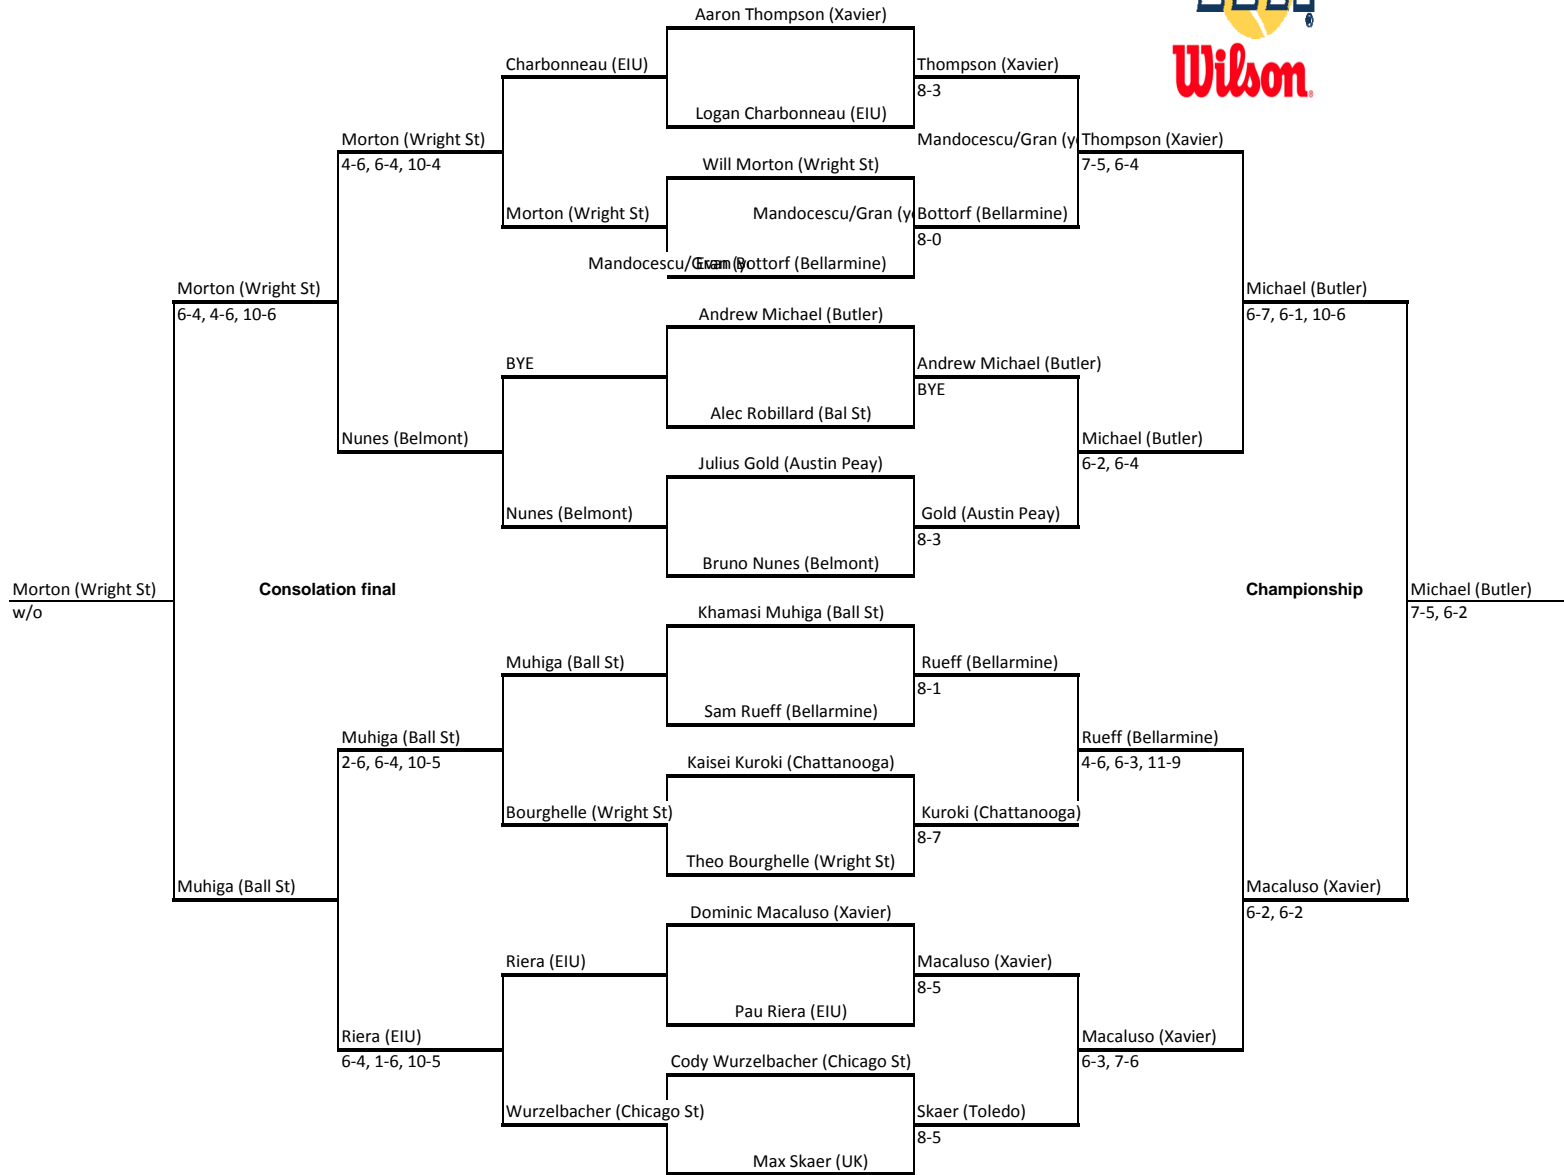 Aaron Thompson (Xavier)
Charbonneau (EIU)
Thompson (Xavier)
8-3
Wilson
Logan Charbonneau (EIU)
Morton (Wright St)
4-6, 6-4, 10-4
Mandocescu/Gran (y
Thompson (Xavier)
7-5, 6-4
Will Morton (Wright St)
Morton (Wright St)
Mandocescu/Gran (y
Bottorf (Bellarmine)
8-0
Mandocescu/Gran (y
Bottorf (Bellarmine)
Morton (Wright St)
6-4, 4-6, 10-6
Michael (Butler)
6-7, 6-1, 10-6
Andrew Michael (Butler)
BYE
Andrew Michael (Butler)
BYE
Alec Robillard (Bal St)
Nunes (Belmont)
Michael (Butler)
6-2, 6-4
Julius Gold (Austin Peay)
Nunes (Belmont)
Gold (Austin Peay)
8-3
Bruno Nunes (Belmont)
Morton (Wright St)
w/o
Consolation final
Championship
Michael (Butler)
7-5, 6-2
Khamasi Muhiga (Ball St)
Muhiga (Ball St)
Rueff (Bellarmine)
8-1
Sam Rueff (Bellarmine)
Muhiga (Ball St)
2-6, 6-4, 10-5
Rueff (Bellarmine)
4-6, 6-3, 11-9
Kaisei Kuroki (Chattanooga)
Bourghelle (Wright St)
Kuroki (Chattanooga)
8-7
Theo Bourghelle (Wright St)
Muhiga (Ball St)
Macaluso (Xavier)
6-2, 6-2
Dominic Macaluso (Xavier)
Riera (EIU)
Macaluso (Xavier)
8-5
Pau Riera (EIU)
Riera (EIU)
6-4, 1-6, 10-5
Macaluso (Xavier)
6-3, 7-6
Cody Wurzelbacher (Chicago St)
Wurzelbacher (Chicago St)
Skaer (Toledo)
8-5
Max Skaer (UK)